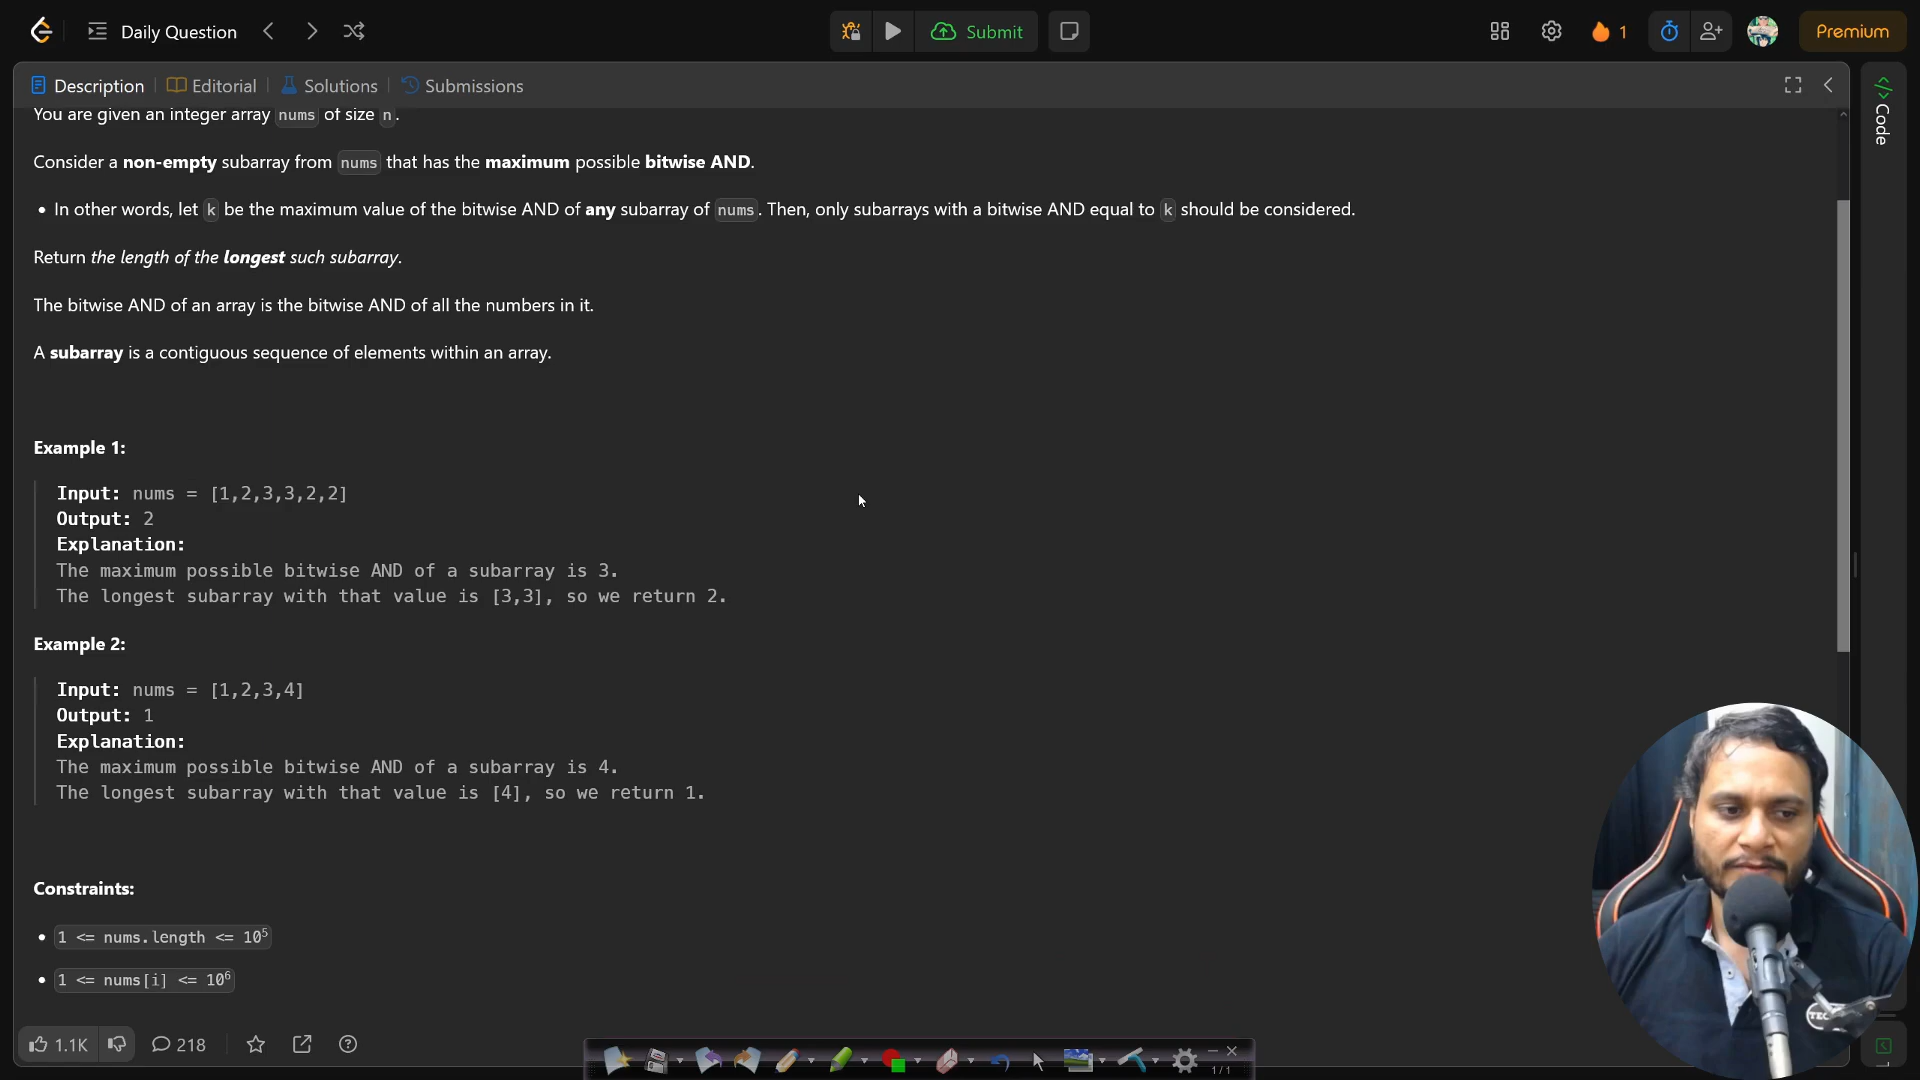 Daily Question
Submit
1
Premium
Description
Editorial
Solutions
Submissions
Code
You are given an integer array nums of size n.
Consider a non-empty subarray from nums that has the maximum possible bitwise AND.
• In other words, let k be the maximum value of the bitwise AND of any subarray of nums. Then, only subarrays with a bitwise AND equal to k should be considered.
Return the length of the longest such subarray.
The bitwise AND of an array is the bitwise AND of all the numbers in it.
A subarray is a contiguous sequence of elements within an array.
Example 1:
Input: nums = [1,2,3,3,2,2]
Output: 2
Explanation:
The maximum possible bitwise AND of a subarray is 3.
The longest subarray with that value is [3,3], so we return 2.
Example 2:
Input: nums = [1,2,3,4]
Output: 1
Explanation:
The maximum possible bitwise AND of a subarray is 4.
The longest subarray with that value is [4], so we return 1.
Constraints:
• 1 <= nums.length <= 10⁵
• 1 <= nums[i] <= 10⁶
1.1K
218
1/1